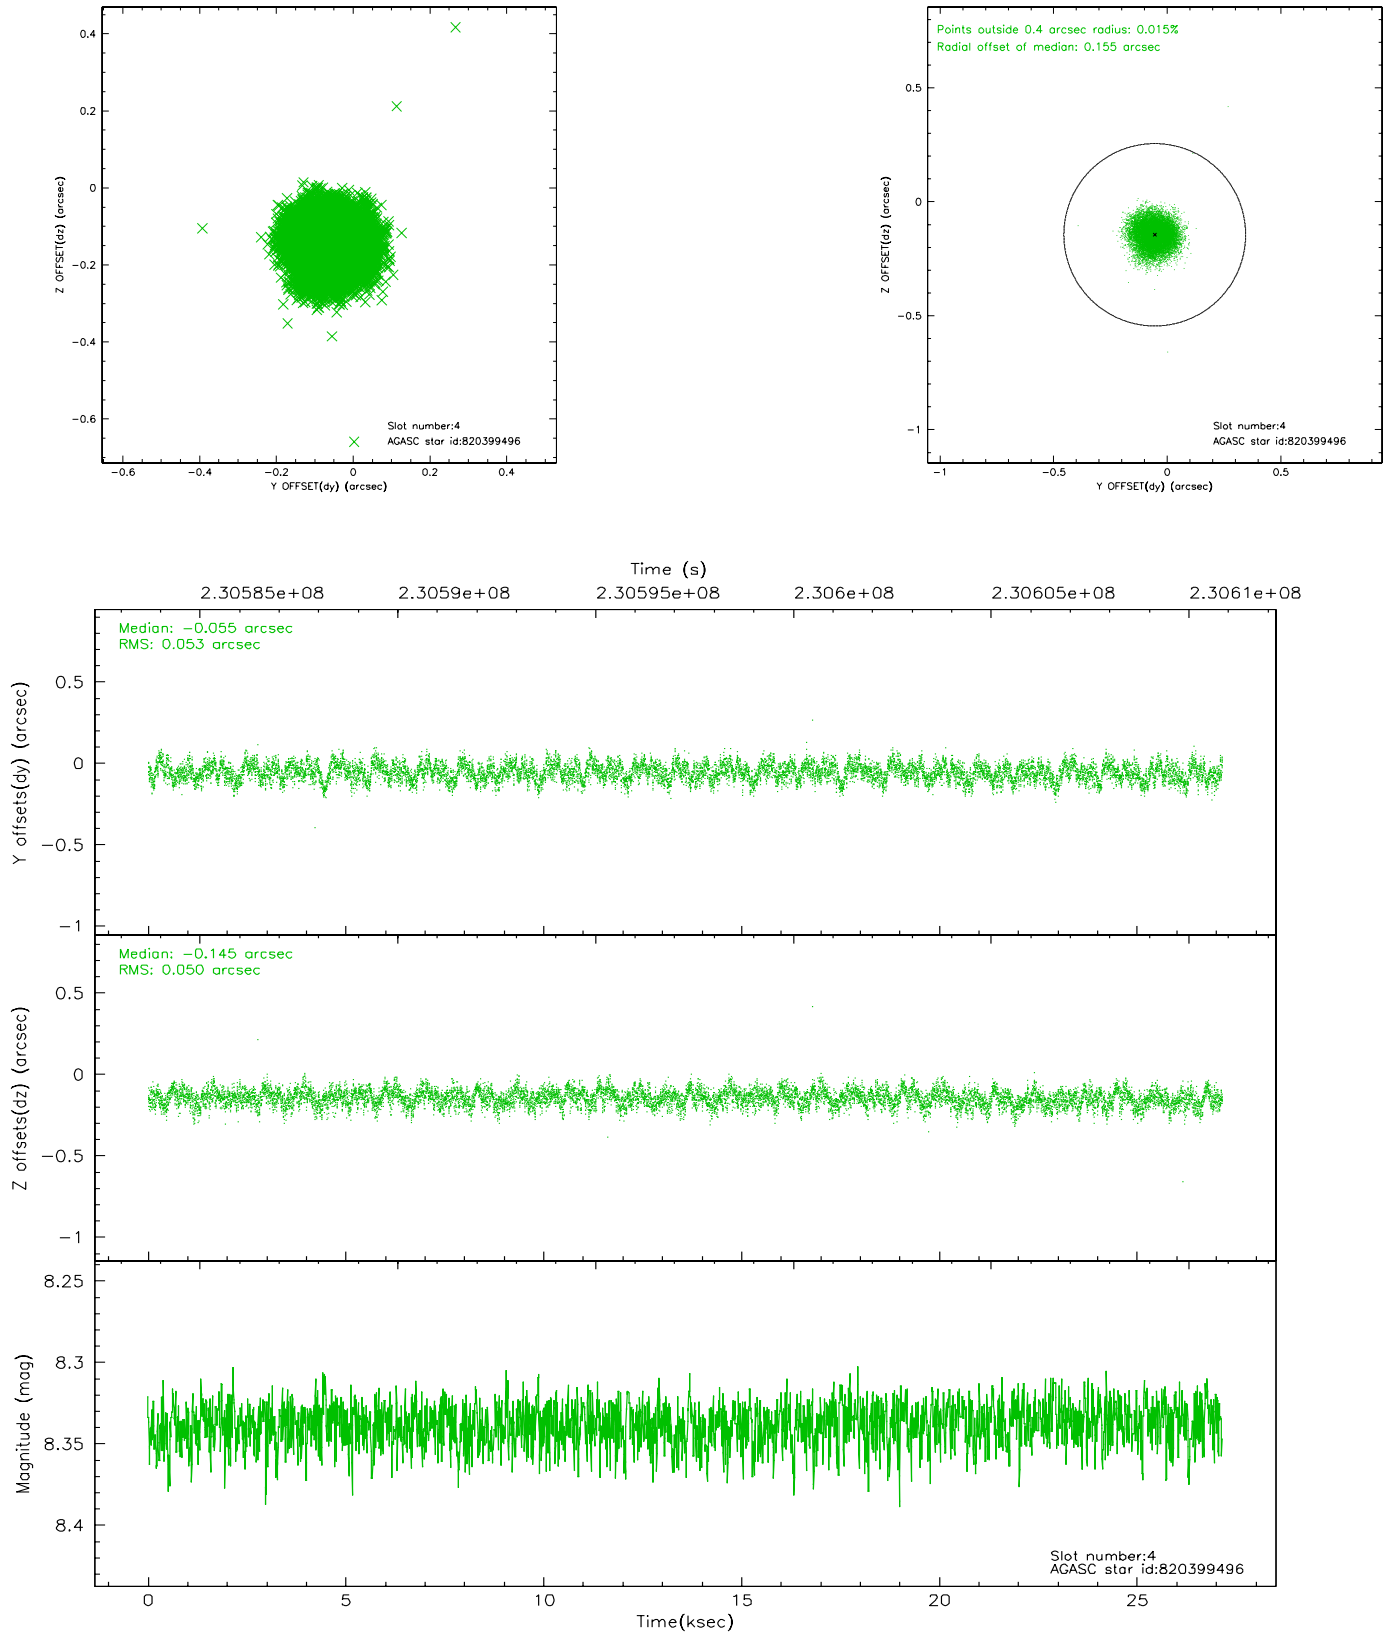 0.4
0.2
0
−0.2
−0.4
−0.6
Z OFFSET(dz) (arcsec)
Slot number:4
AGASC star id:820399496
−0.6 −0.4 −0.2 0 0.2 0.4
Y OFFSET(dy) (arcsec)
Points outside 0.4 arcsec radius: 0.015%
Radial offset of median: 0.155 arcsec
0.5
0
−0.5
−1
Z OFFSET(dz) (arcsec)
Slot number:4
AGASC star id:820399496
−1 −0.5 0 0.5
Y OFFSET(dy) (arcsec)
Time (s)
2.30585e+08 2.3059e+08 2.30595e+08 2.306e+08 2.30605e+08 2.3061e+08
Median: −0.055 arcsec
RMS: 0.053 arcsec
0.5
0
−0.5
−1
Y offsets(dy) (arcsec)
Median: −0.145 arcsec
RMS: 0.050 arcsec
0.5
0
−0.5
−1
Z offsets(dz) (arcsec)
8.25
8.3
8.35
8.4
Magnitude (mag)
Slot number:4
AGASC star id:820399496
0 5 10 15 20 25
Time(ksec)